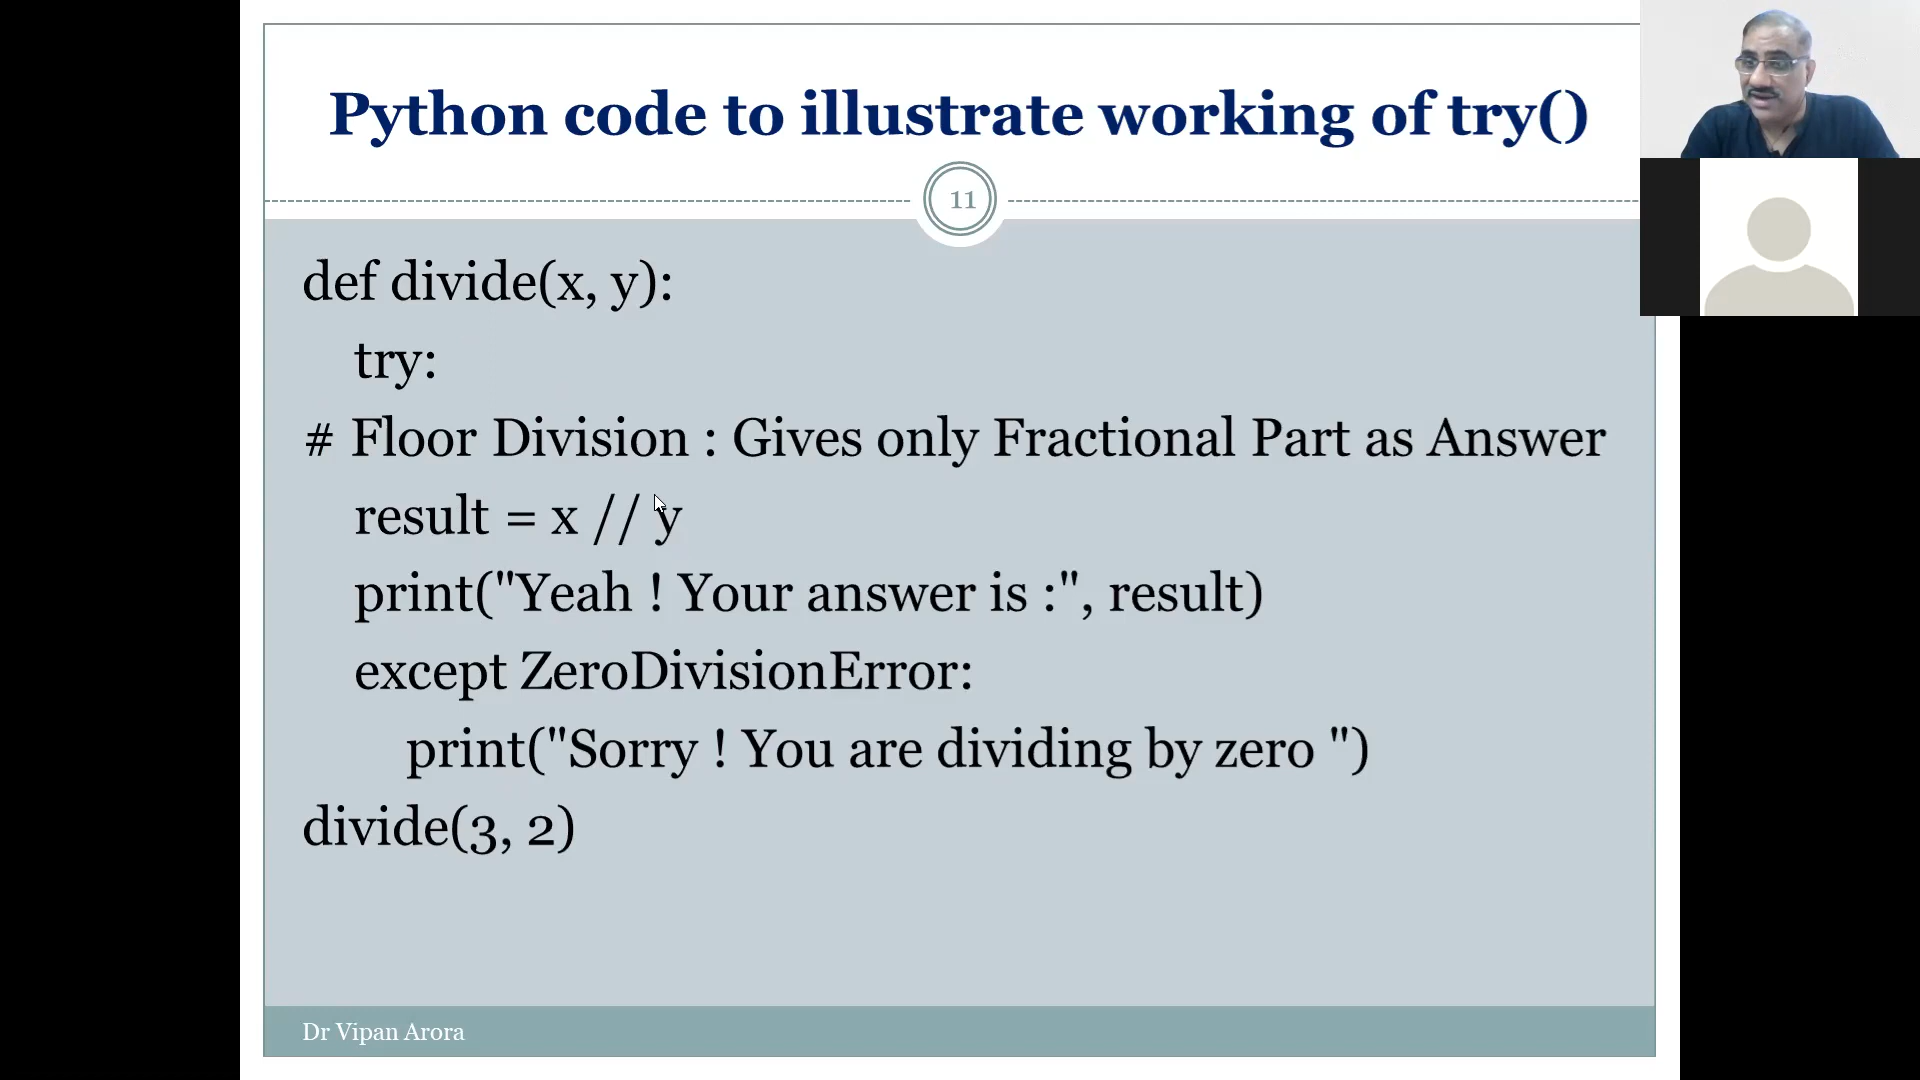 Python code to illustrate working of try()
11
def divide(x, y):
try:
# Floor Division : Gives only Fractional Part as Answer
result = x // y
print("Yeah ! Your answer is :", result)
except ZeroDivisionError:
print("Sorry ! You are dividing by zero ")
divide(3, 2)
Dr Vipan Arora